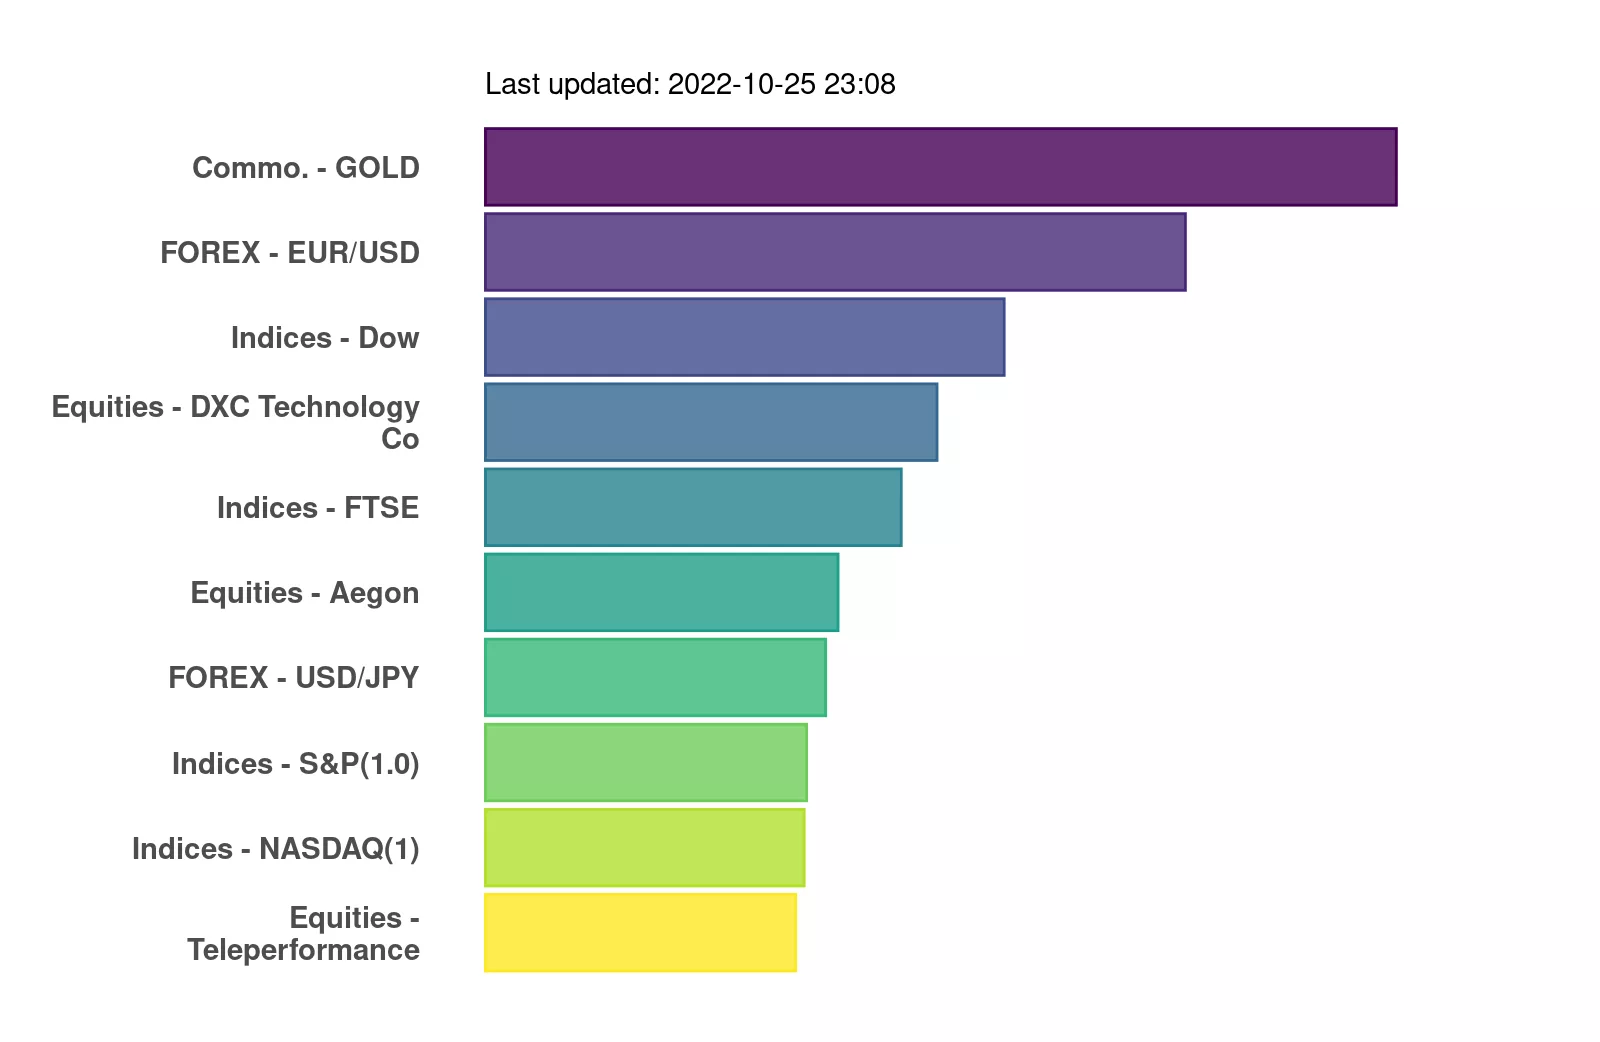 Last updated: 2022-10-25 23:08
Commo. - GOLD
FOREX - EUR/USD
Indices - Dow
Equities - DXC Technology
Co
Indices - FTSE
Equities - Aegon
FOREX - USD/JPY
Indices - S&P(1.0)
Indices - NASDAQ(1)
Equities -
Teleperformance